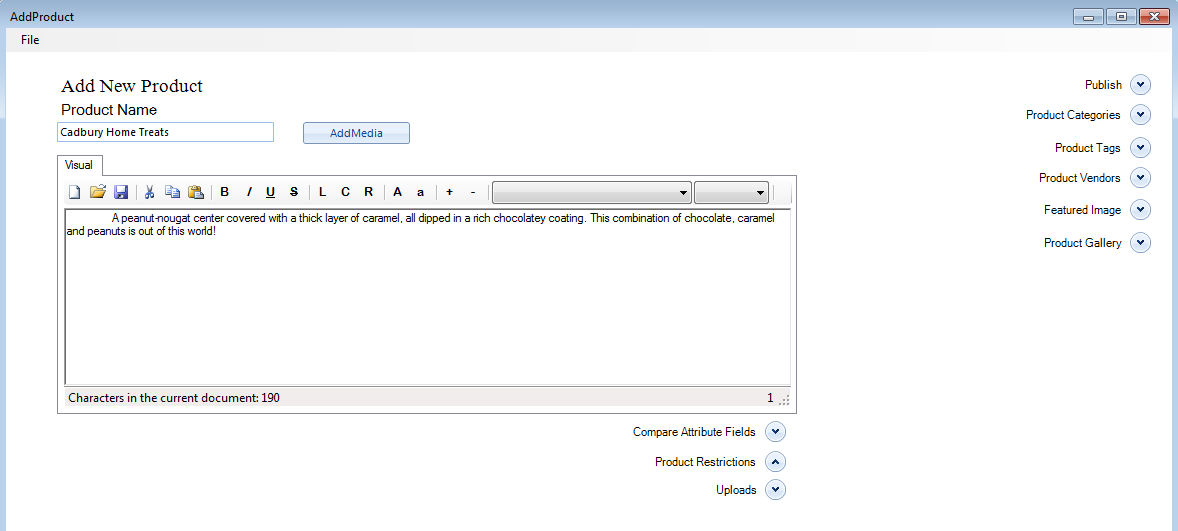 AddProduct
File
Add New Product
Product Name
Cadbury Home Treats
AddMedia
Visual
B I U S L C R A a + -
A peanut-nougat center covered with a thick layer of caramel, all dipped in a rich chocolatey coating. This combination of chocolate, caramel
and peanuts is out of this world!
Characters in the current document: 190 1
Compare Attribute Fields
Product Restrictions
Uploads
Publish
Product Categories
Product Tags
Product Vendors
Featured Image
Product Gallery